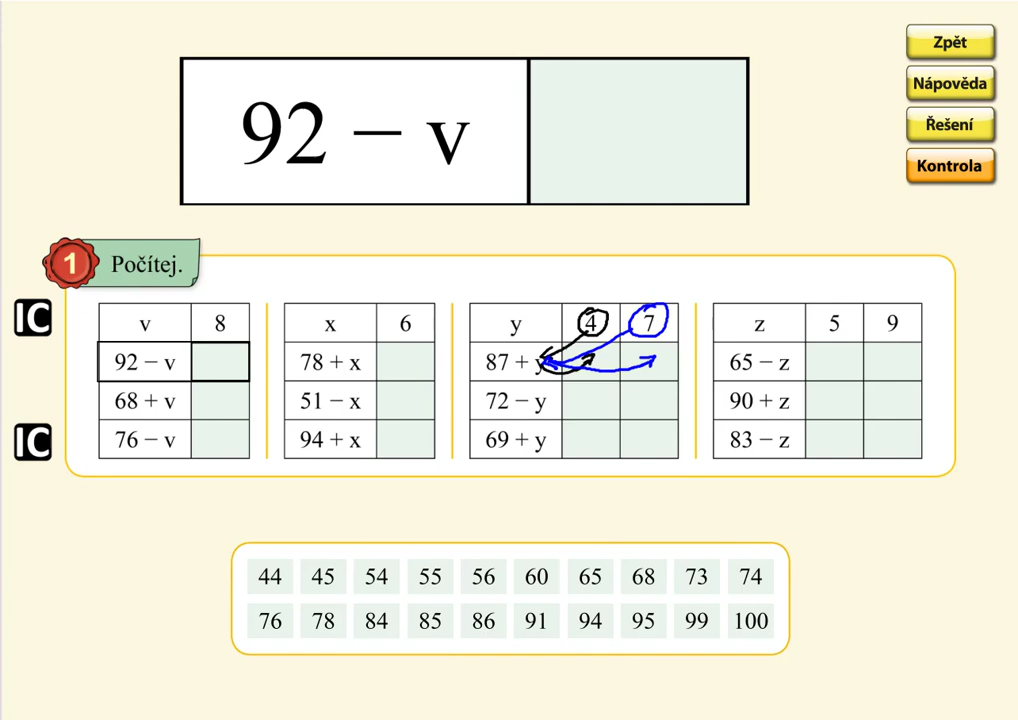 Zpět
92 − v
Nápověda
Řešení
Kontrola
1 Počítej.
IC
v 8
x 6
y 4 7
z 5 9
92 − v
78 + x
87 + y
65 − z
68 + v
51 − x
72 − y
90 + z
IC
76 − v
94 + x
69 + y
83 − z
44 45 54 55 56 60 65 68 73 74
76 78 84 85 86 91 94 95 99 100